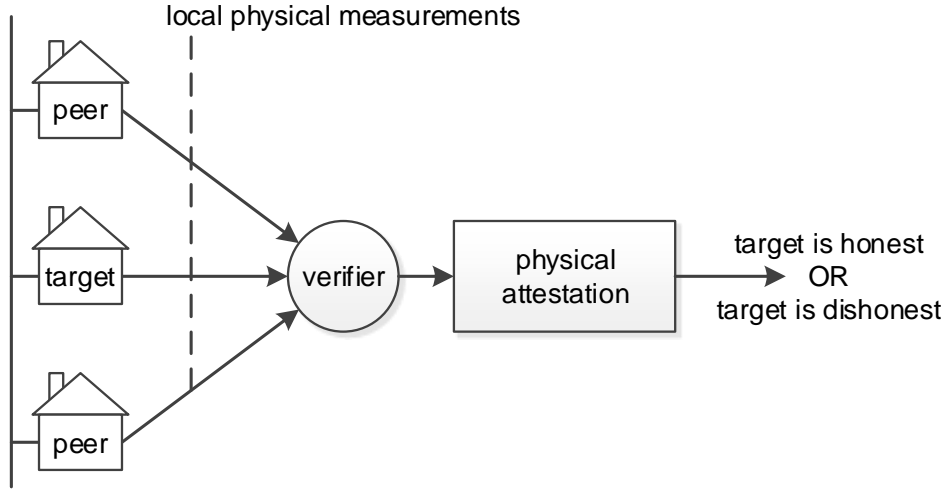 local physical measurements
peer
target
peer
verifier
physical
attestation
target is honest
OR
target is dishonest